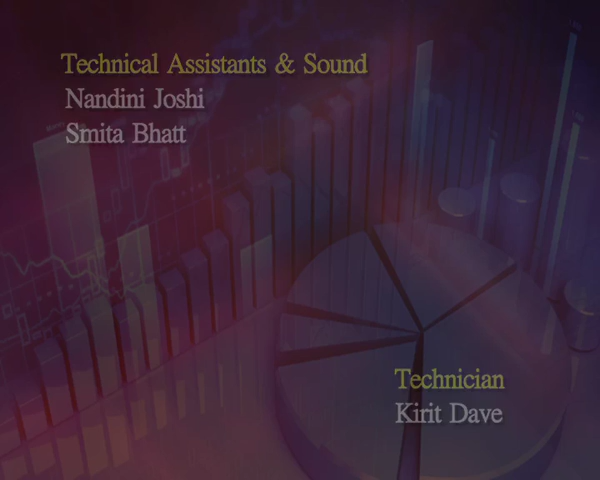 Technical Assistants & Sound
Nandini Joshi
Smita Bhatt
Technician
Kirit Dave